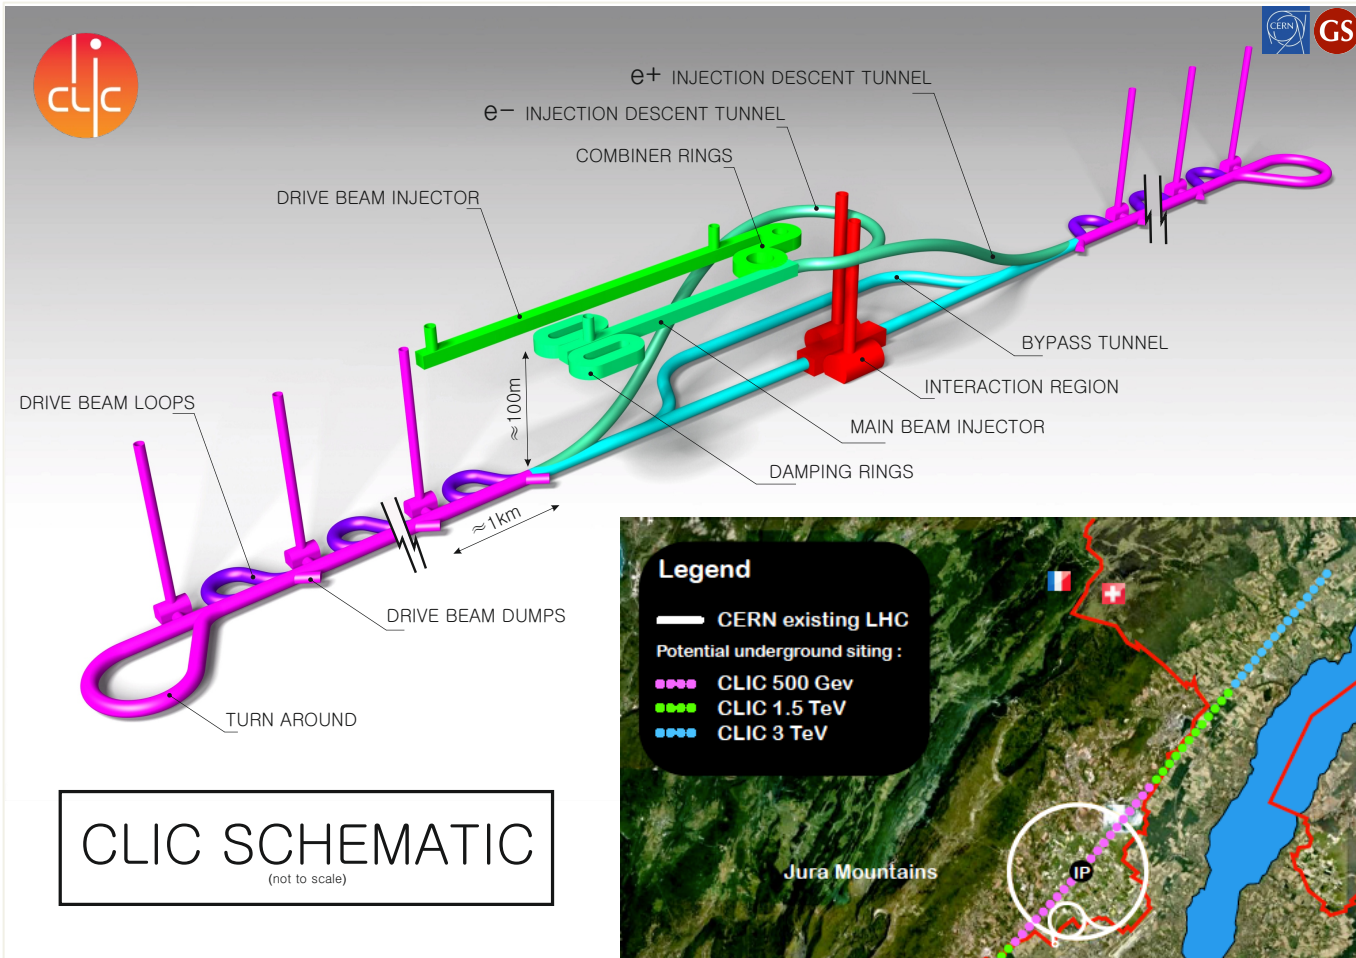 clic
CERN
GS
e+ INJECTION DESCENT TUNNEL
e- INJECTION DESCENT TUNNEL
COMBINER RINGS
DRIVE BEAM INJECTOR
BYPASS TUNNEL
INTERACTION REGION
MAIN BEAM INJECTOR
DAMPING RINGS
DRIVE BEAM LOOPS
≈100m
≈1km
DRIVE BEAM DUMPS
TURN AROUND
CLIC SCHEMATIC
(not to scale)
Legend
CERN existing LHC
Potential underground siting :
CLIC 500 Gev
CLIC 1.5 TeV
CLIC 3 TeV
Jura Mountains
IP